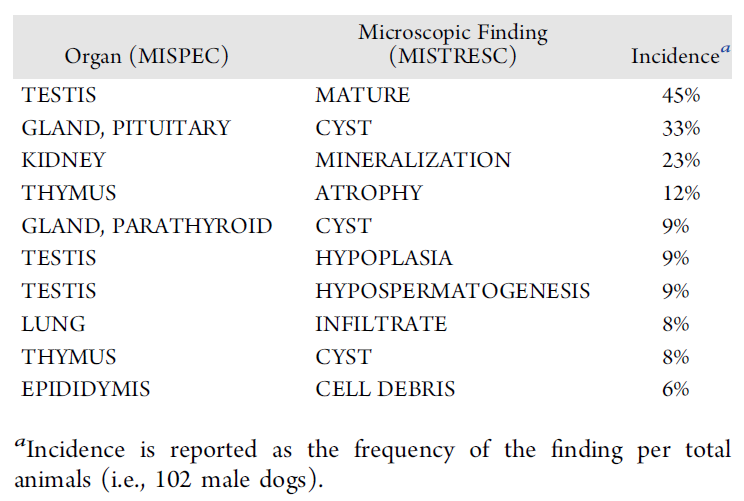 Organ (MISPEC) Microscopic Finding (MISTRESC) Incidencea
TESTIS MATURE 45%
GLAND, PITUITARY CYST 33%
KIDNEY MINERALIZATION 23%
THYMUS ATROPHY 12%
GLAND, PARATHYROID CYST 9%
TESTIS HYPOPLASIA 9%
TESTIS HYPOSPERMATOGENESIS 9%
LUNG INFILTRATE 8%
THYMUS CYST 8%
EPIDIDYMIS CELL DEBRIS 6%
aIncidence is reported as the frequency of the finding per total
animals (i.e., 102 male dogs).